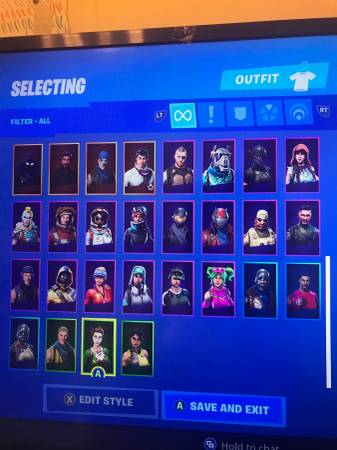 SELECTING
OUTFIT
FILTER - ALL
LT
RT
A
X EDIT STYLE
A SAVE AND EXIT
Hold to chat